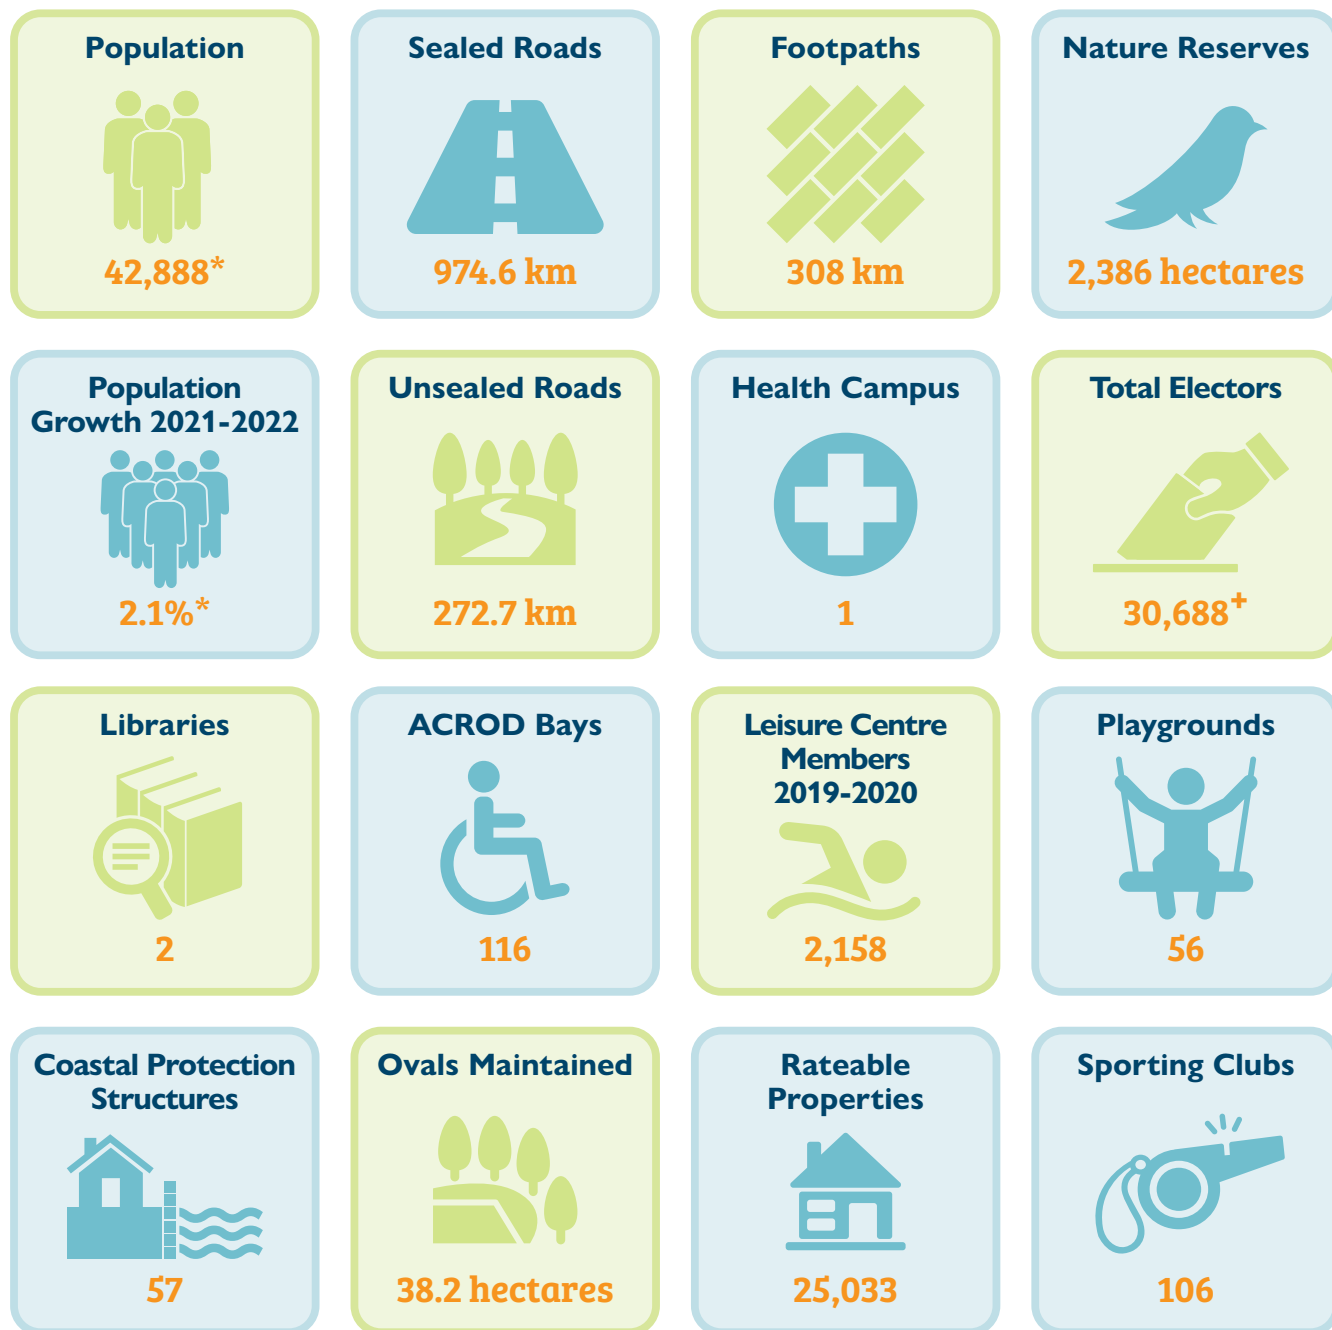 Population
42,888*
Sealed Roads
974.6 km
Footpaths
308 km
Nature Reserves
2,386 hectares
Population
Growth 2021-2022
2.1%*
Unsealed Roads
272.7 km
Health Campus
1
Total Electors
30,688+
Libraries
2
ACROD Bays
116
Leisure Centre
Members
2019-2020
2,158
Playgrounds
56
Coastal Protection
Structures
57
Ovals Maintained
38.2 hectares
Rateable
Properties
25,033
Sporting Clubs
106